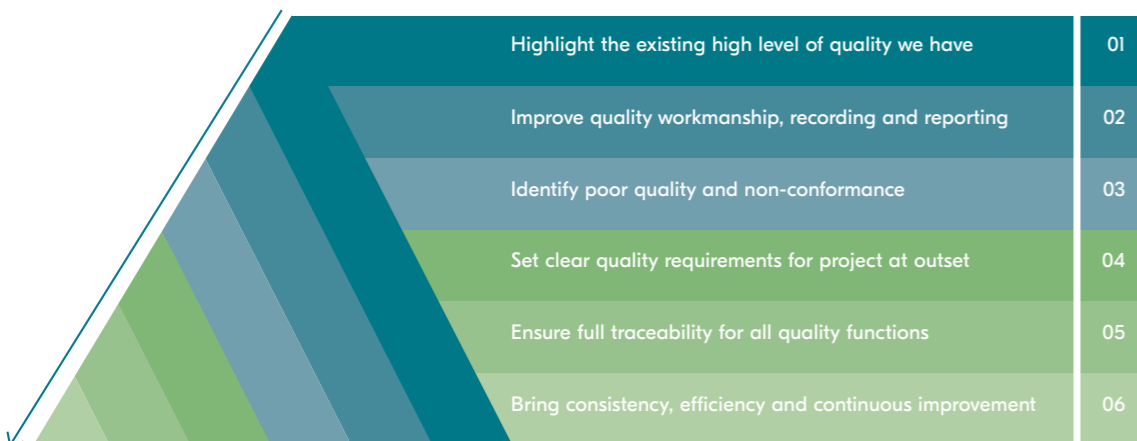 Highlight the existing high level of quality we have 01
Improve quality workmanship, recording and reporting 02
Identify poor quality and non-conformance 03
Set clear quality requirements for project at outset 04
Ensure full traceability for all quality functions 05
Bring consistency, efficiency and continuous improvement 06